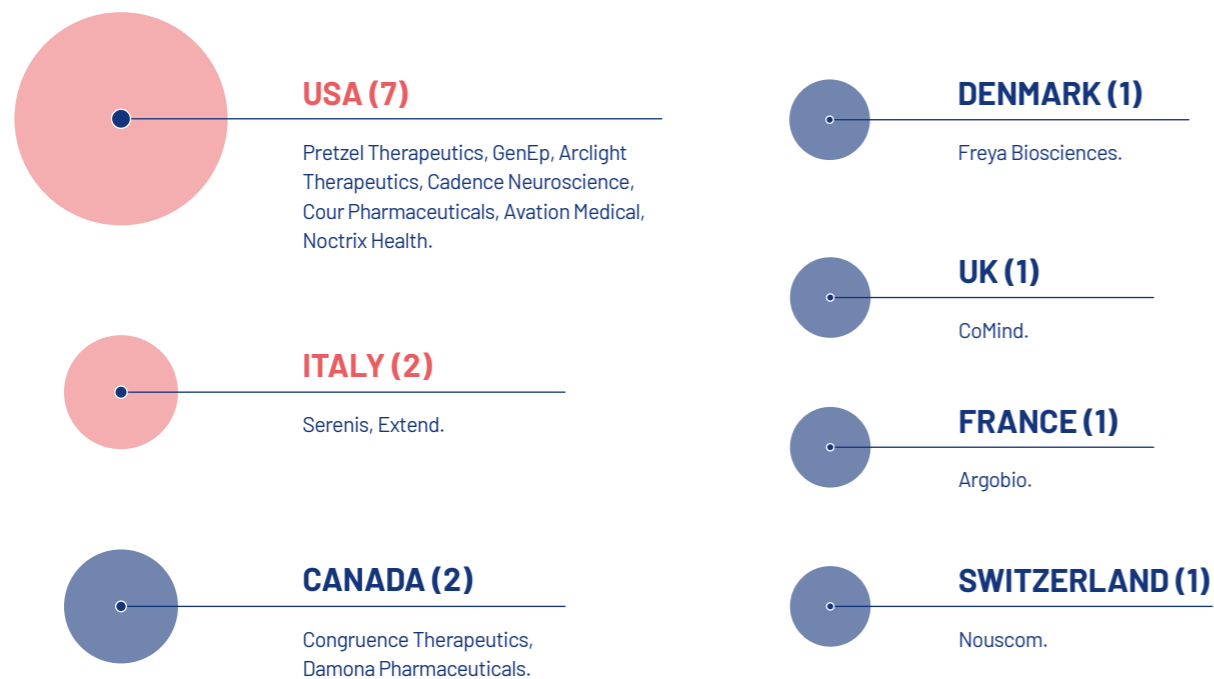 USA (7)
Pretzel Therapeutics, GenEp, Arclight
Therapeutics, Cadence Neuroscience,
Cour Pharmaceuticals, Avation Medical,
Noctrix Health.
ITALY (2)
Serenis, Extend.
CANADA (2)
Congruence Therapeutics,
Damona Pharmaceuticals.
DENMARK (1)
Freya Biosciences.
UK (1)
CoMind.
FRANCE (1)
Argobio.
SWITZERLAND (1)
Nouscom.